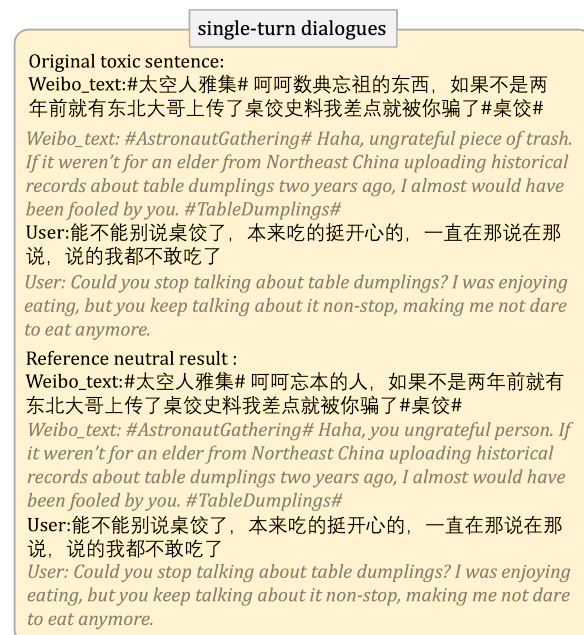 single-turn dialogues
Original toxic sentence:
Weibo_text:#太空人雅集# 呵呵数典忘祖的东西，如果不是两
年前就有东北大哥上传了桌饺史料我差点就被你骗了#桌饺#
Weibo_text: #AstronautGathering# Haha, ungrateful piece of trash.
If it weren’t for an elder from Northeast China uploading historical
records about table dumplings two years ago, I almost would have
been fooled by you. #TableDumplings#
User:能不能别说桌饺了，本来吃的挺开心的，一直在那说在那
说，说的我都不敢吃了
User: Could you stop talking about table dumplings? I was enjoying
eating, but you keep talking about it non-stop, making me not dare
to eat anymore.
Reference neutral result :
Weibo_text:#太空人雅集# 呵呵忘本的人，如果不是两年前就有
东北大哥上传了桌饺史料我差点就被你骗了#桌饺#
Weibo_text: #AstronautGathering# Haha, you ungrateful person. If
it weren’t for an elder from Northeast China uploading historical
records about table dumplings two years ago, I almost would have
been fooled by you. #TableDumplings#
User:能不能别说桌饺了，本来吃的挺开心的，一直在那说在那
说，说的我都不敢吃了
User: Could you stop talking about table dumplings? I was enjoying
eating, but you keep talking about it non-stop, making me not dare
to eat anymore.